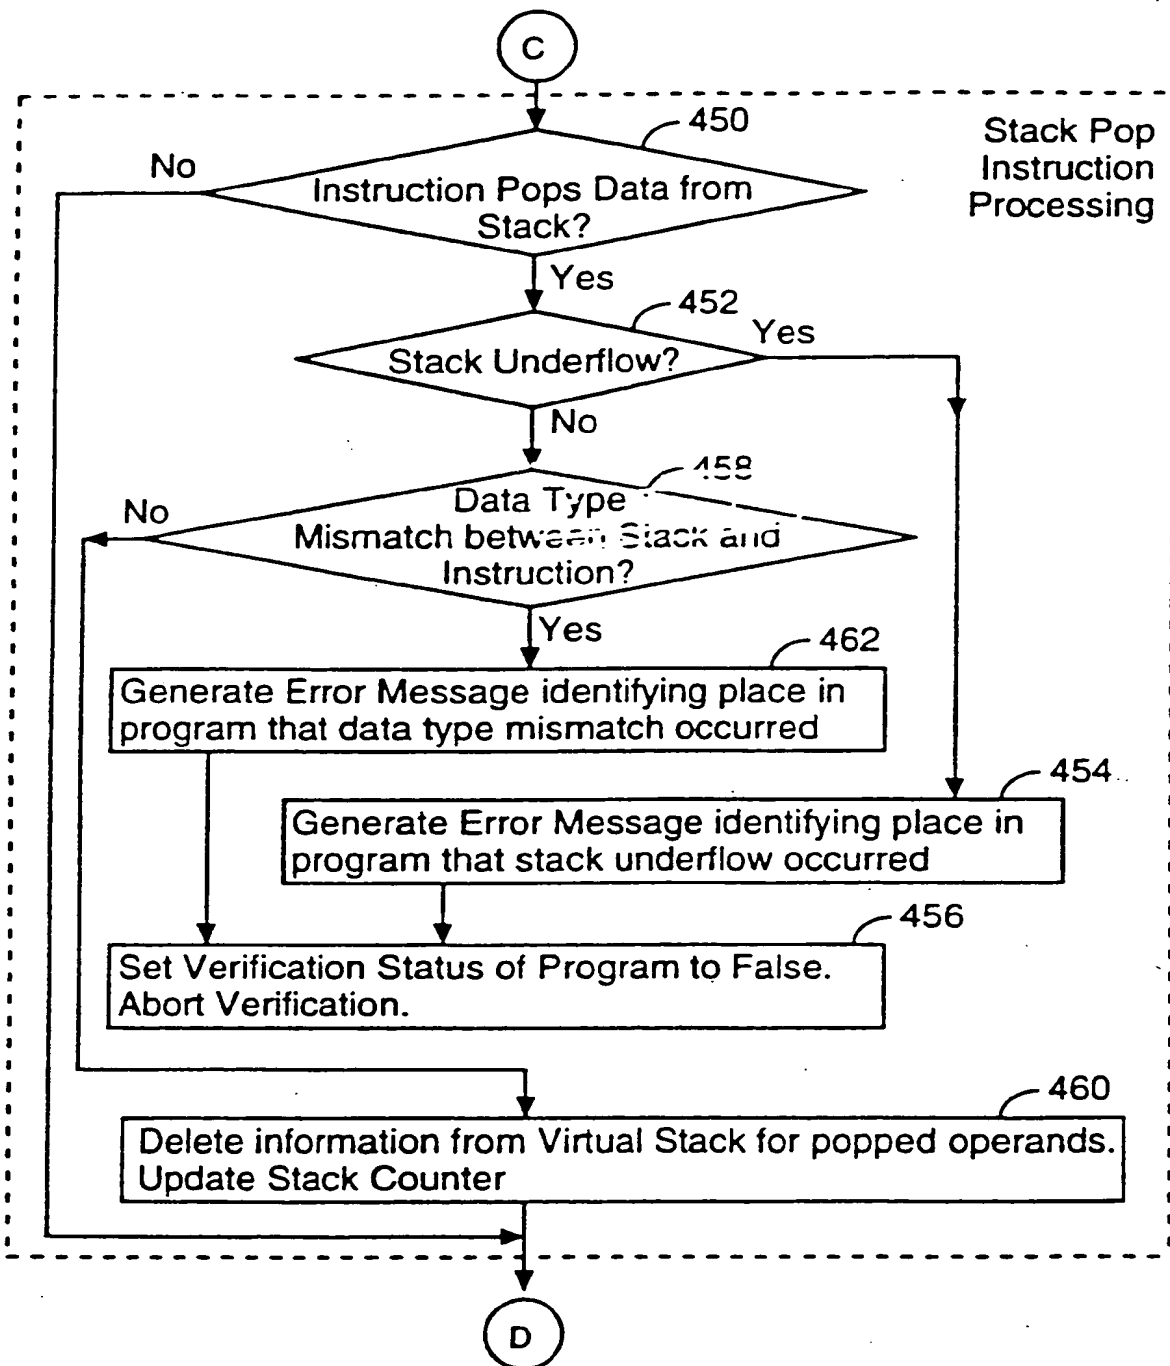 C
450
Stack Pop
Instruction
Processing
No
Instruction Pops Data from
Stack?
Yes
452
Yes
Stack Underflow?
No
458
Data Type
No
Mismatch between Stack and
Instruction?
Yes
462
Generate Error Message identifying place in
program that data type mismatch occurred
454
Generate Error Message identifying place in
program that stack underflow occurred
456
Set Verification Status of Program to False.
Abort Verification.
460
Delete information from Virtual Stack for popped operands.
Update Stack Counter
D